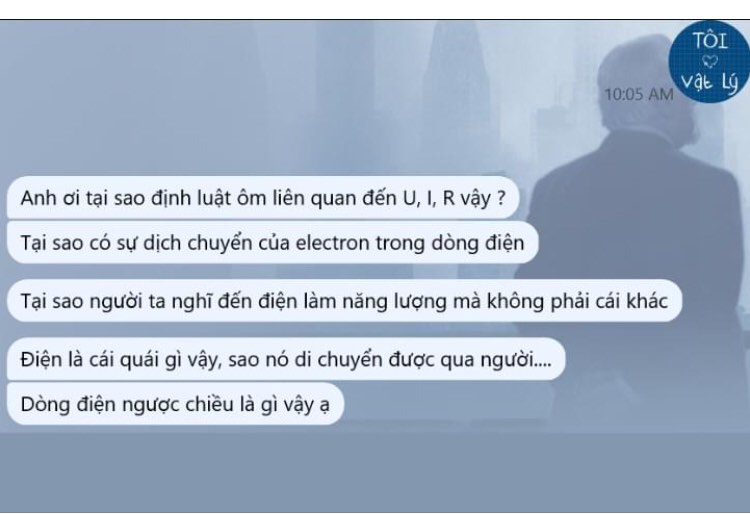 TÔI
vật lý
10:05 AM
Anh ơi tại sao định luật ôm liên quan đến U, I, R vậy ?
Tại sao có sự dịch chuyển của electron trong dòng điện
Tại sao người ta nghĩ đến điện làm năng lượng mà không phải cái khác
Điện là cái quái gì vậy, sao nó di chuyển được qua người....
Dòng điện ngược chiều là gì vậy ạ